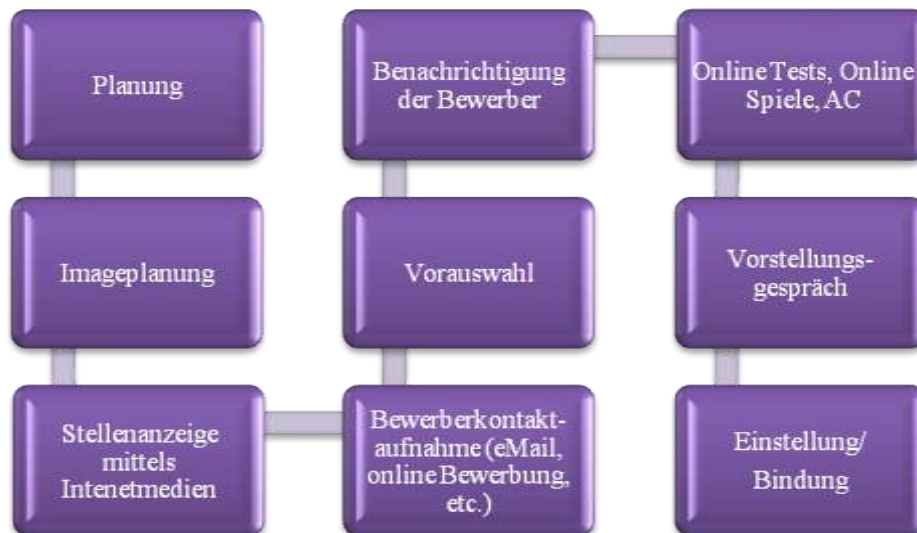 Planung
Imageplanung
Stellenanzeige
mittels
Intenetmedien
Bewerberkontakt-
aufnahme (eMail,
online Bewerbung,
etc.)
Vorauswahl
Benachrichtigung
der Bewerber
Online Tests, Online
Spiele, AC
Vorstellungs-
gespräch
Einstellung/
Bindung